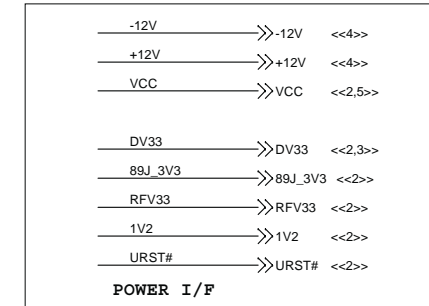 -12V -12V <<4>>
+12V +12V <<4>>
VCC VCC <<2,5>>
DV33 DV33 <<2,3>>
89J_3V3 89J_3V3 <<2>>
RFV33 RFV33 <<2>>
1V2 1V2 <<2>>
URST# URST# <<2>>
POWER I/F